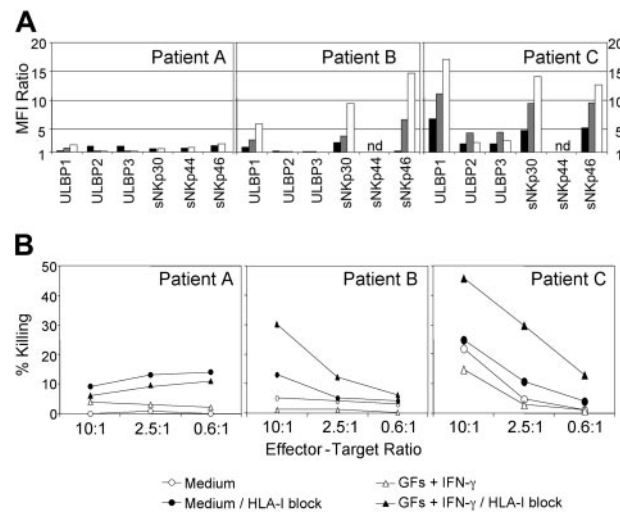 A
Patient A
Patient B
Patient C
MFI Ratio
20
15
10
5
1
20
15
10
5
1
nd
nd
ULBP1
ULBP2
ULBP3
sNKp30
sNKp44
sNKp46
ULBP1
ULBP2
ULBP3
sNKp30
sNKp44
sNKp46
ULBP1
ULBP2
ULBP3
sNKp30
sNKp44
sNKp46
B
Patient A
Patient B
Patient C
% Killing
50
40
30
20
10
0
10:1 2.5:1 0.6:1
10:1 2.5:1 0.6:1
10:1 2.5:1 0.6:1
Effector-Target Ratio
Medium
GFs + IFN-γ
Medium / HLA-I block
GFs + IFN-γ / HLA-I block